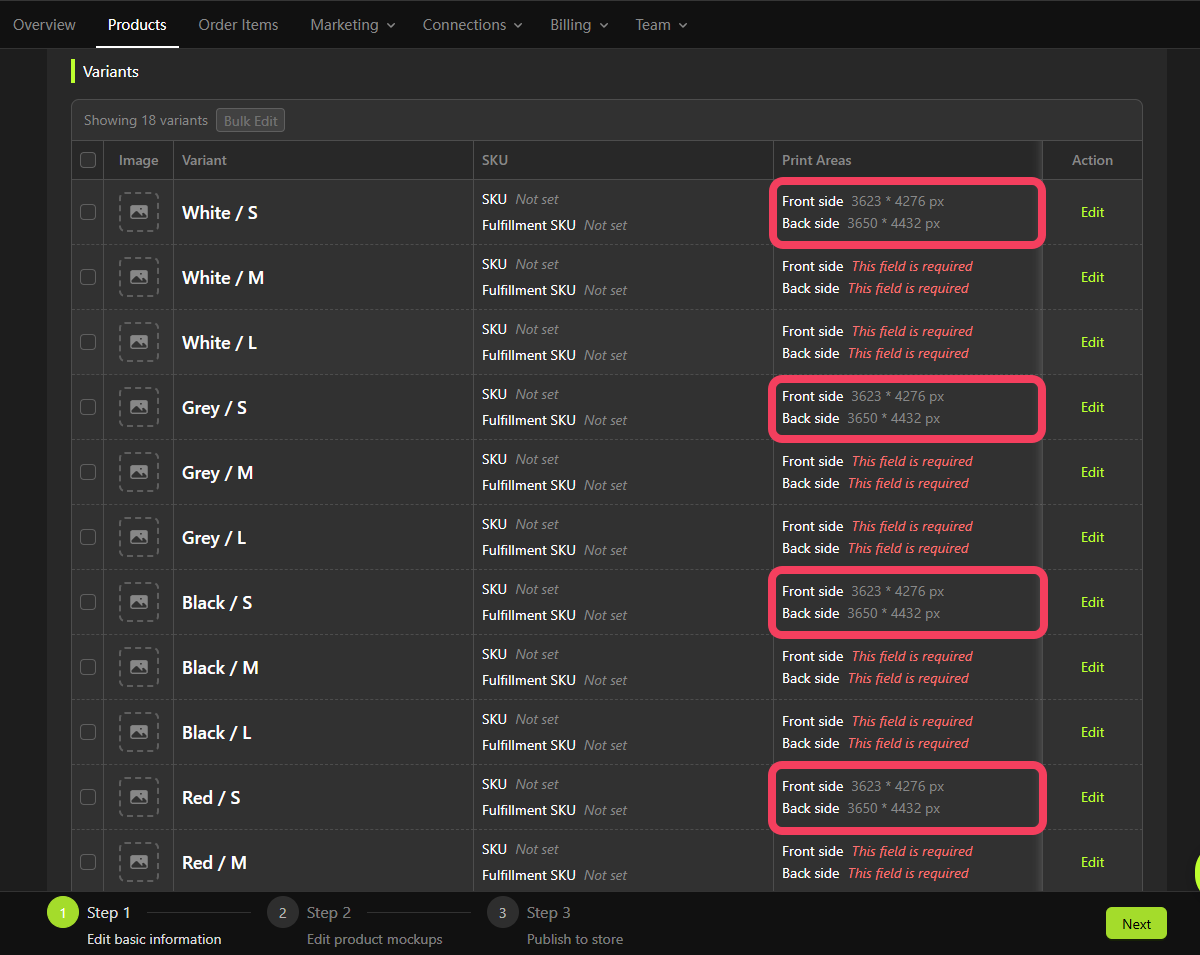 Overview Products Order Items Marketing Connections Billing Team
Variants
Showing 18 variants Bulk Edit
Image Variant SKU Print Areas Action
White / S
SKU Not set
Fulfillment SKU Not set
Front side 3623 * 4276 px
Back side 3650 * 4432 px
Edit
White / M
SKU Not set
Fulfillment SKU Not set
Front side This field is required
Back side This field is required
Edit
White / L
SKU Not set
Fulfillment SKU Not set
Front side This field is required
Back side This field is required
Edit
Grey / S
SKU Not set
Fulfillment SKU Not set
Front side 3623 * 4276 px
Back side 3650 * 4432 px
Edit
Grey / M
SKU Not set
Fulfillment SKU Not set
Front side This field is required
Back side This field is required
Edit
Grey / L
SKU Not set
Fulfillment SKU Not set
Front side This field is required
Back side This field is required
Edit
Black / S
SKU Not set
Fulfillment SKU Not set
Front side 3623 * 4276 px
Back side 3650 * 4432 px
Edit
Black / M
SKU Not set
Fulfillment SKU Not set
Front side This field is required
Back side This field is required
Edit
Black / L
SKU Not set
Fulfillment SKU Not set
Front side This field is required
Back side This field is required
Edit
Red / S
SKU Not set
Fulfillment SKU Not set
Front side 3623 * 4276 px
Back side 3650 * 4432 px
Edit
Red / M
SKU Not set
Fulfillment SKU Not set
Front side This field is required
Back side This field is required
Edit
1 Step 1
Edit basic information
2 Step 2
Edit product mockups
3 Step 3
Publish to store
Next